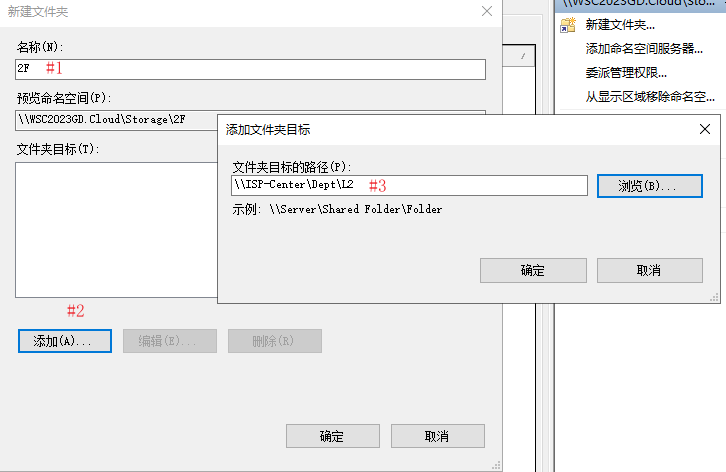 新建文件夹
名称(N):
2F #1
预览命名空间(P):
\\WSC2023GD.Cloud\Storage\2F
文件夹目标(T):
#2
添加(A)... 编辑(E)... 删除(R)
确定 取消
添加文件夹目标
文件夹目标的路径(P):
\\ISP-Center\Dept\L2 #3
浏览(B)...
示例: \\Server\Shared Folder\Folder
确定 取消
\\WSC2023GD.Cloud\Sto...
新建文件夹...
添加命名空间服务器...
委派管理权限...
从显示区域移除命名空...